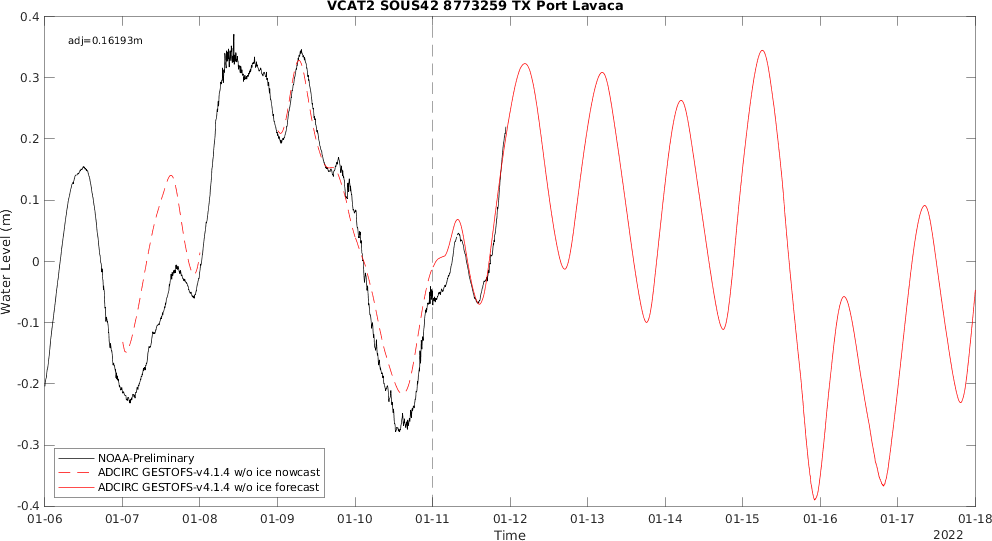 VCAT2 SOUS42 8773259 TX Port Lavaca
adj=0.16193m
0.4
0.3
0.2
0.1
0
-0.1
-0.2
-0.3
-0.4
Water Level (m)
NOAA-Preliminary
ADCIRC GESTOFS-v4.1.4 w/o ice nowcast
ADCIRC GESTOFS-v4.1.4 w/o ice forecast
01-06 01-07 01-08 01-09 01-10 01-11 01-12 01-13 01-14 01-15 01-16 01-17 01-18
Time
2022